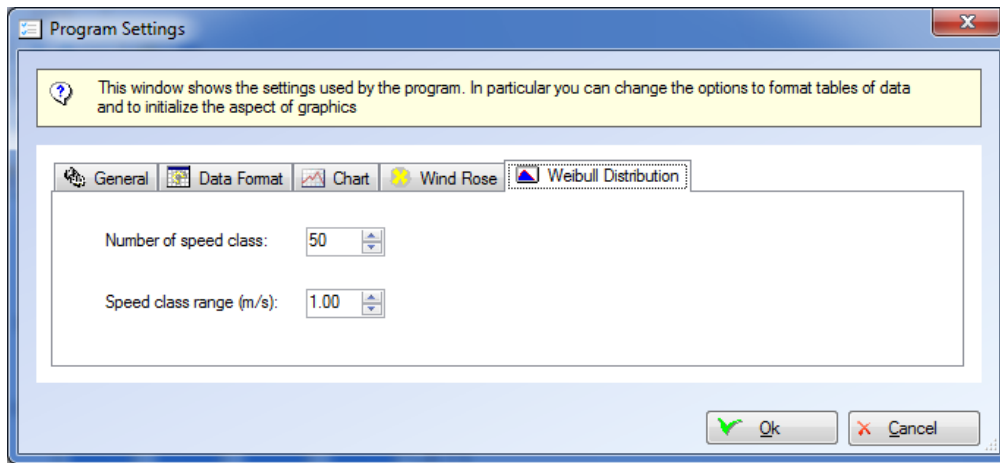 Program Settings
This window shows the settings used by the program. In particular you can change the options to format tables of data
and to initialize the aspect of graphics
General Data Format Chart Wind Rose Weibull Distribution
Number of speed class: 50
Speed class range (m/s): 1.00
Ok Cancel